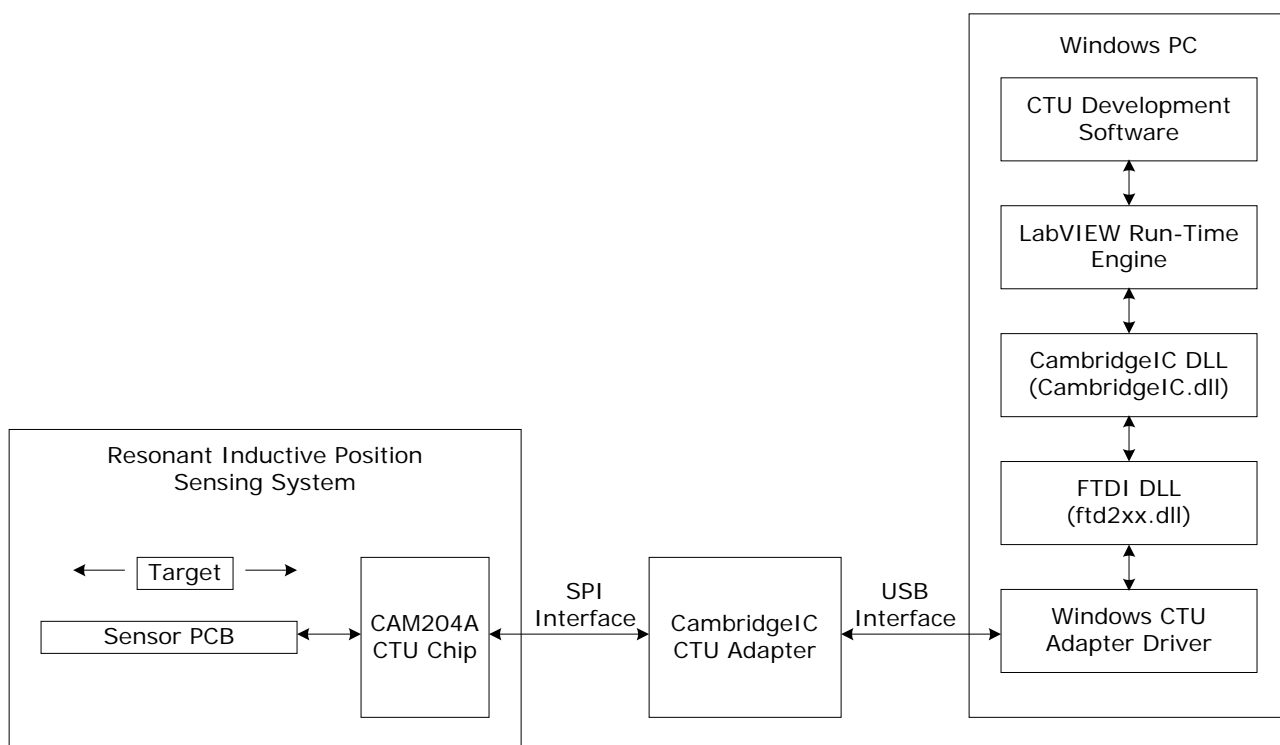 Windows PC
CTU Development
Software
LabVIEW Run-Time
Engine
CambridgeIC DLL
(CambridgeIC.dll)
FTDI DLL
(ftd2xx.dll)
Windows CTU
Adapter Driver
Resonant Inductive Position
Sensing System
Target
Sensor PCB
CAM204A
CTU Chip
SPI
Interface
CambridgeIC
CTU Adapter
USB
Interface